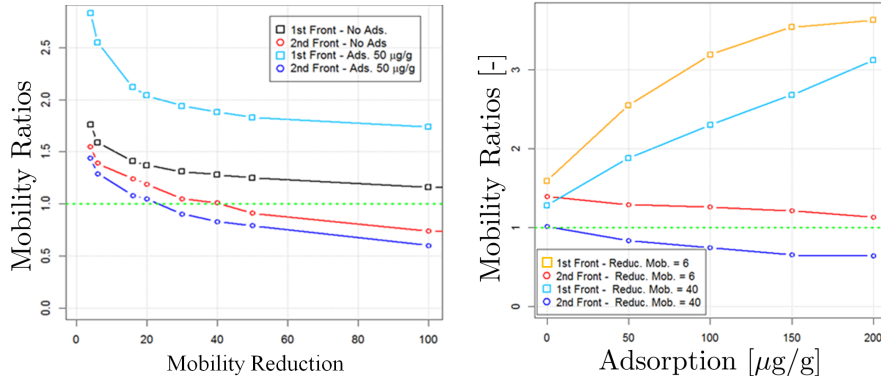 Mobility Ratios
2.5
2.0
1.5
1.0
0.5
0.0
1st Front - No Ads.
2nd Front - No Ads
1st Front - Ads. 50 µg/g
2nd Front - Ads. 50 µg/g
0 20 40 60 80 100
Mobility Reduction
Mobility Ratios [-]
3
2
1
0
1st Front - Reduc. Mob. = 6
2nd Front - Reduc. Mob. = 6
1st Front - Reduc. Mob. = 40
2nd Front - Reduc. Mob. = 40
0 50 100 150 200
Adsorption [µg/g]